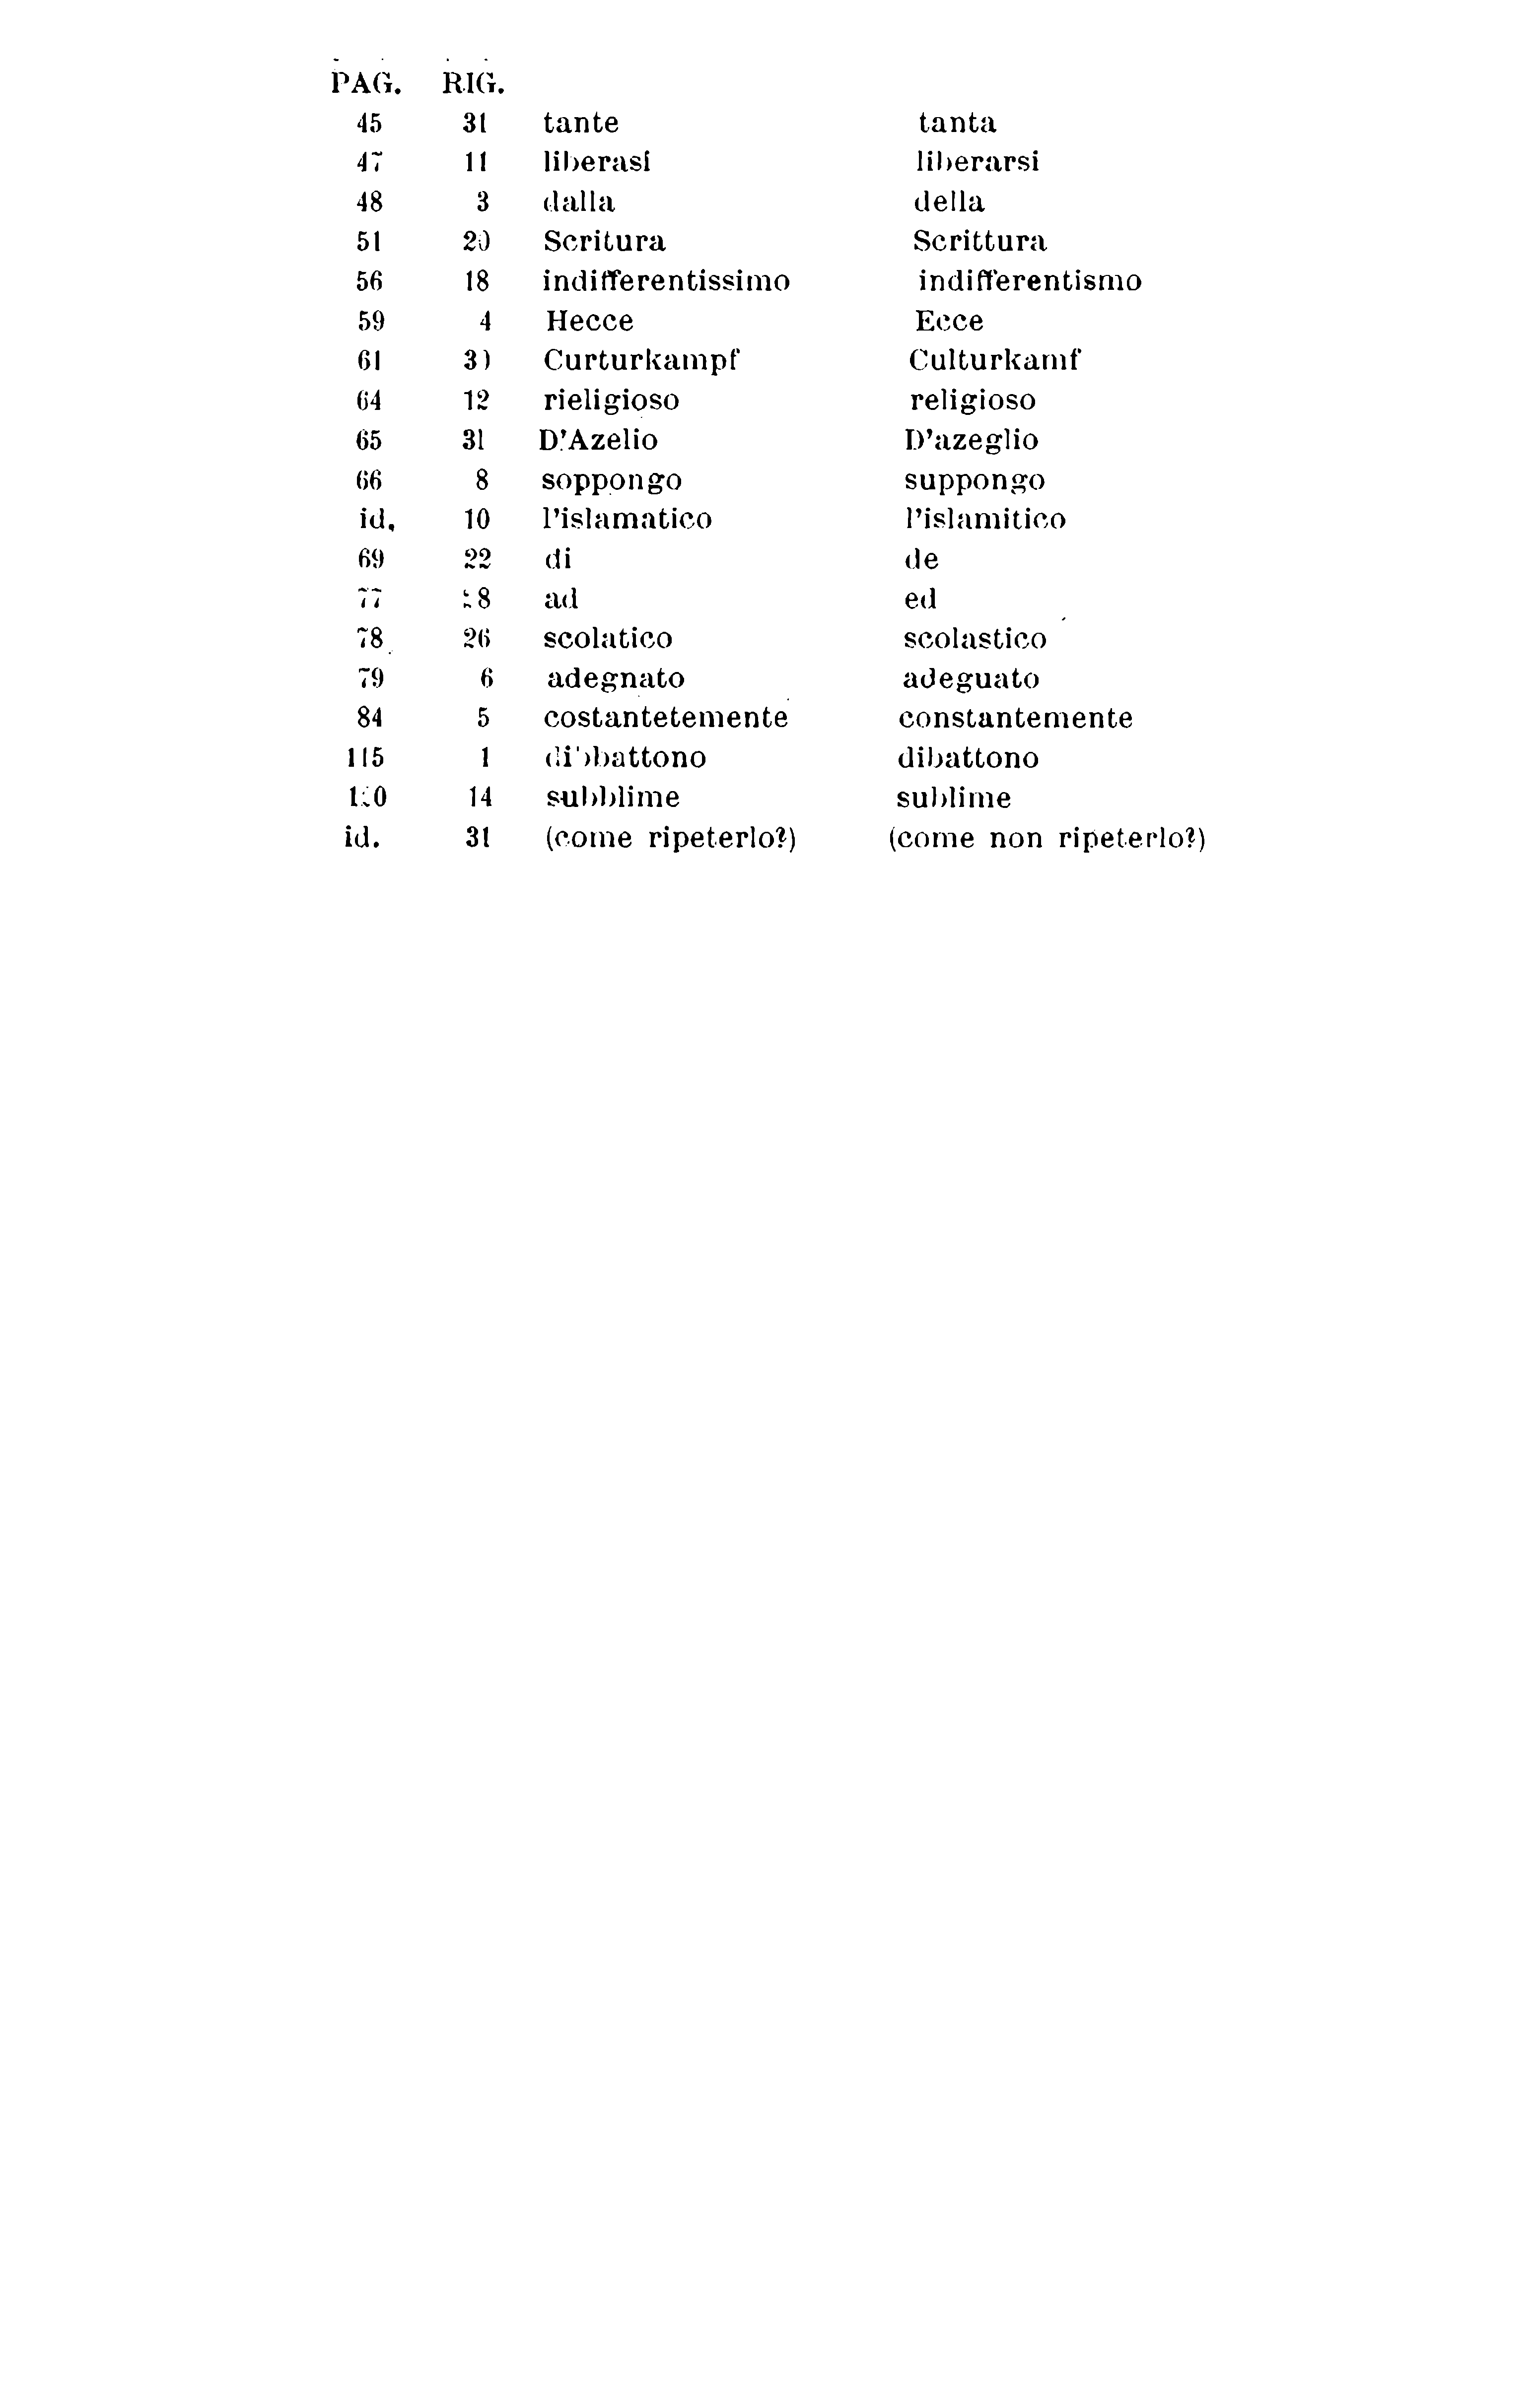 PAG. RIG.
45 31 tante tanta
47 11 liberasi liberarsi
48 3 dalla della
51 20 Scritura Scrittura
56 18 indifferentissimo indifferentismo
59 4 Hecce Ecce
61 30 Curturkampf Culturkamf
64 12 rieligioso religioso
65 31 D'Azelio D'azeglio
66 8 soppongo suppongo
id. 10 l'islamatico l'islamitico
69 22 di de
77 ad ed
78 26 scolatico scolastico
79 6 adegnato adeguato
84 5 costantetemente constantemente
115 1 dibbattono dibattono
14 subblime sublime
id. 31 (come ripeterlo?) (come non ripeterlo?)